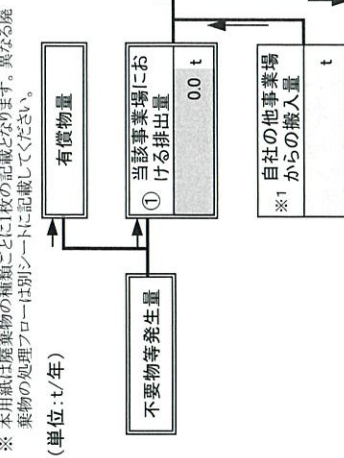 ※ 本用紙は廃棄物の種類ごとに1枚の記載となります。異なる廃
棄物の処理フローは別シートに記載してください。
(単位:t/年)
有償物量
不要物等発生量
① 当該事業場にお
ける排出量
0.0 t
※1 自社の他事業場
からの搬入量
t